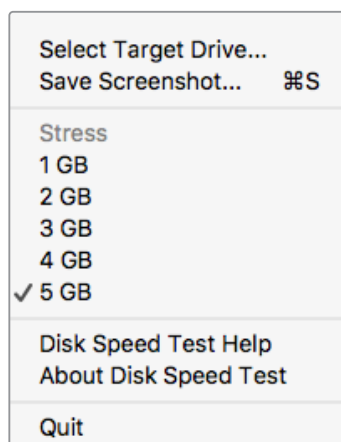 Select Target Drive...
Save Screenshot... ⌘S
Stress
1 GB
2 GB
3 GB
4 GB
✓ 5 GB
Disk Speed Test Help
About Disk Speed Test
Quit